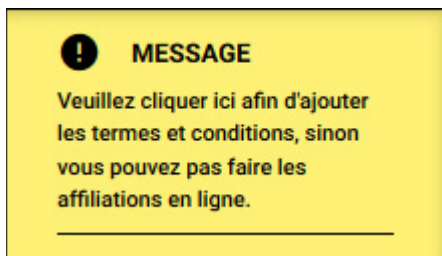 MESSAGE
Veuillez cliquer ici afin d'ajouter
les termes et conditions, sinon
vous pouvez pas faire les
affiliations en ligne.